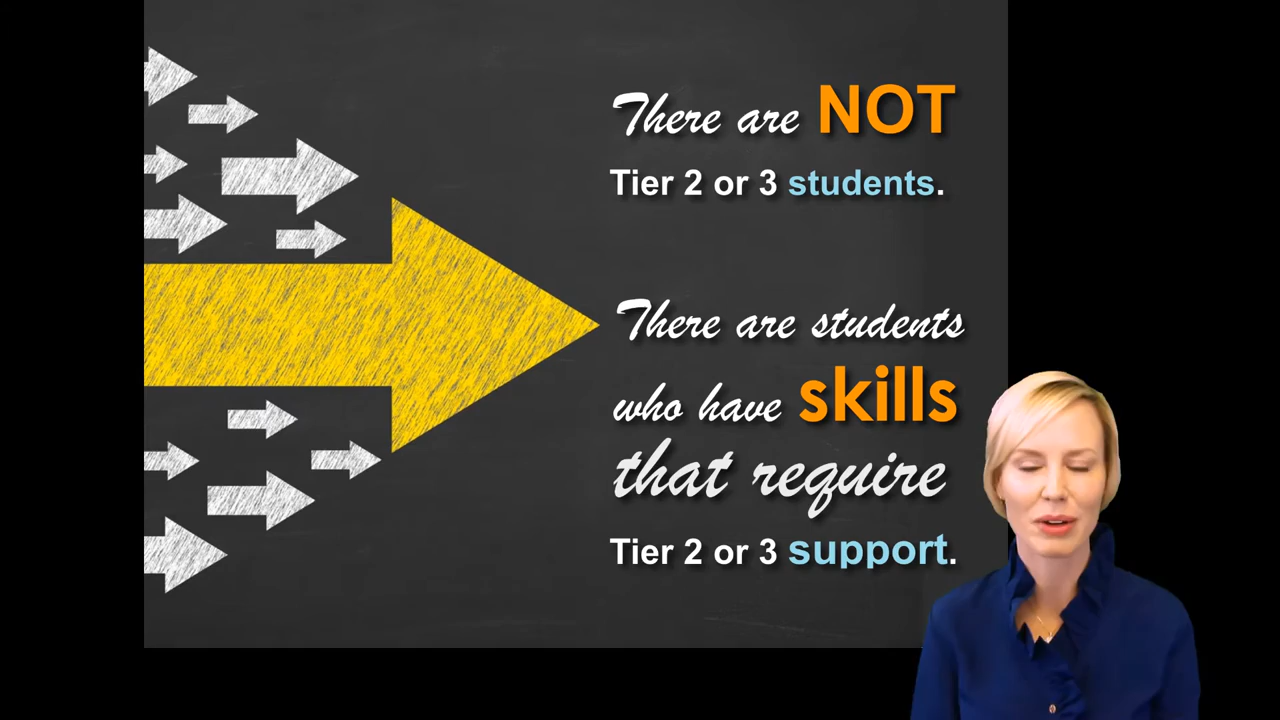 There are NOT
Tier 2 or 3 students.
There are students
who have skills
that require
Tier 2 or 3 support.